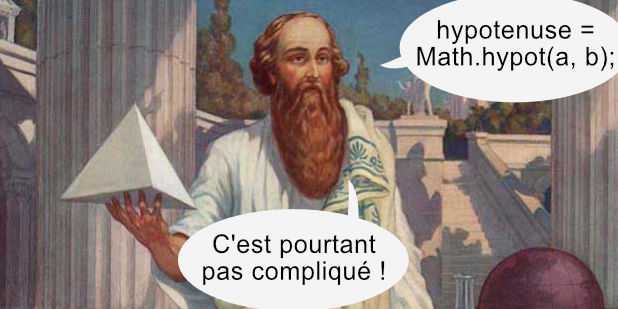 hypotenuse =
Math.hypot(a, b);
C'est pourtant
pas compliqué !